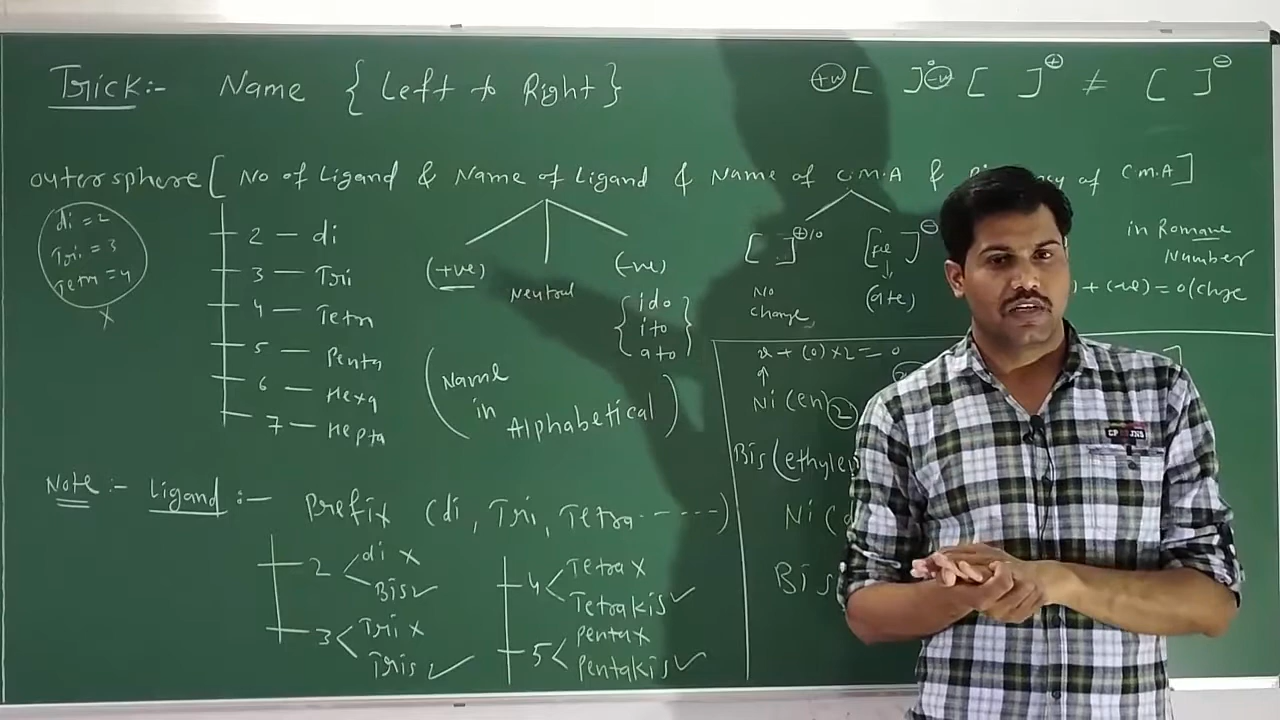 Trick:- Name { Left to Right }
+ve [ ]° -ve [ ]⊕ ≠ [ ]⊖
outersphere [ No of Ligand & Name of Ligand & Name of C.M.A & of C.M.A ]
di = 2
Tri = 3
Tetra = 4
X
2 — di
3 — Tri
4 — Tetra
5 — Penta
6 — Hexa
7 — Hepta
(+ve)
Neutral
(-ve)
{ ido
ito
ato }
( Name
in
Alphabetical )
[ ]⊕/0
No
change
[ ]⊖
↓
(ate)
in Romane
Number
) + (-ve) = 0 (
x + (0) × 2 = 0
↑
Ni (en) 2
Bis (ethylen
Ni (
Bis
Note :- Ligand :- Prefix (di, Tri, Tetra ------)
2 < di X
Bis ✓
3 < Tri X
Tris ✓
4 < Tetra X
Tetrakis ✓
5 < Penta X
Pentakis ✓